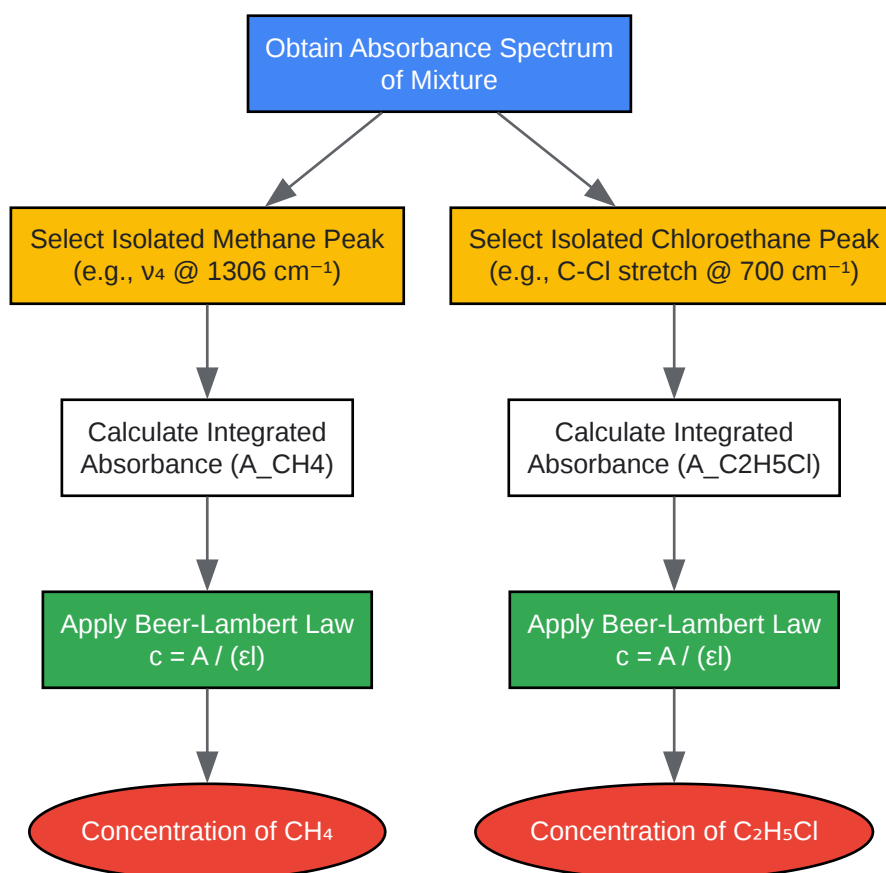 Obtain Absorbance Spectrum
of Mixture
Select Isolated Methane Peak
(e.g., ν₄ @ 1306 cm⁻¹)
Select Isolated Chloroethane Peak
(e.g., C-Cl stretch @ 700 cm⁻¹)
Calculate Integrated
Absorbance (A_CH4)
Calculate Integrated
Absorbance (A_C2H5Cl)
Apply Beer-Lambert Law
c = A / (εl)
Apply Beer-Lambert Law
c = A / (εl)
Concentration of CH₄
Concentration of C₂H₅Cl